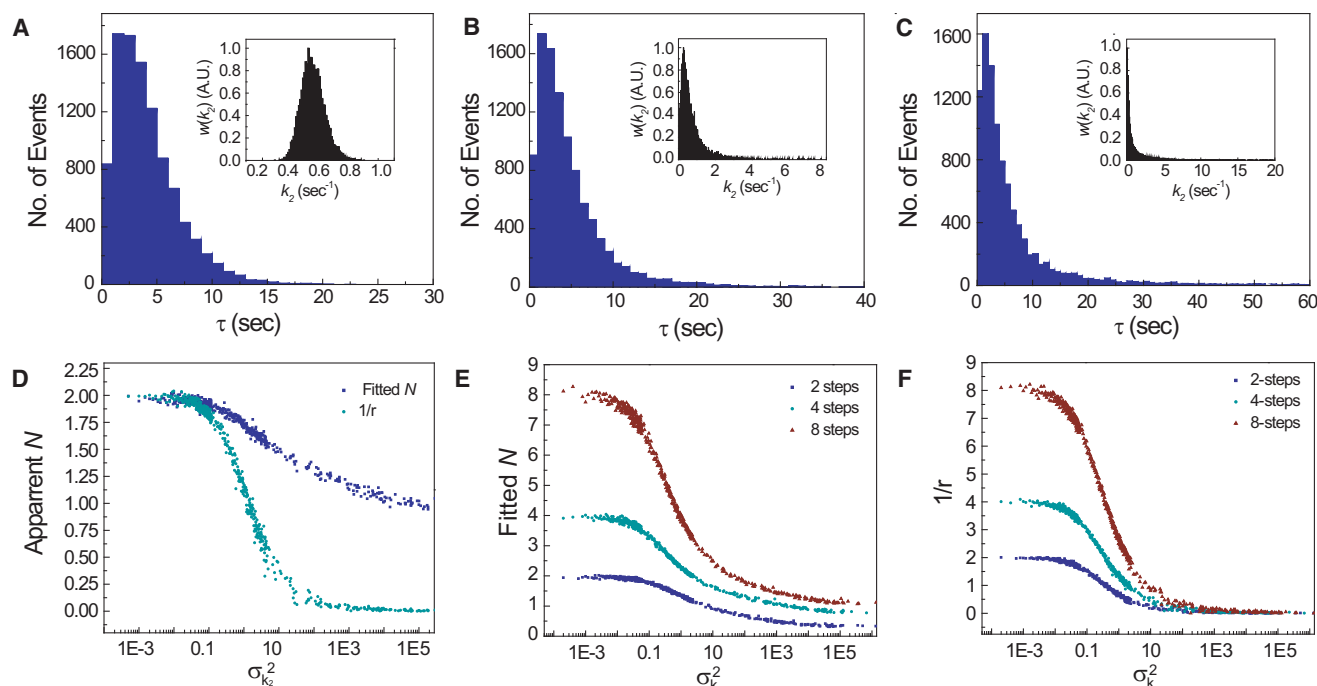 A
No. of Events
1600
1200
800
400
0
0
5
10
15
20
25
30
τ (sec)
w(k₂) (A.U.)
1.0
0.8
0.6
0.4
0.2
0.0
0.2
0.4
0.6
0.8
1.0
k₂ (sec⁻¹)
B
No. of Events
1600
1200
800
400
0
0
10
20
30
40
τ (sec)
w(k₂) (A.U.)
1.0
0.8
0.6
0.4
0.2
0.0
0
2
4
6
8
k₂ (sec⁻¹)
C
No. of Events
1600
1200
800
400
0
0
10
20
30
40
50
60
τ (sec)
w(k₂) (A.U.)
1.0
0.8
0.6
0.4
0.2
0.0
0
5
10
15
20
k₂ (sec⁻¹)
D
Apparrent N
2.25
2.00
1.75
1.50
1.25
1.00
0.75
0.50
0.25
0.00
Fitted N
1/r
1E-3
0.1
10
1E3
1E5
σ²k₂
E
Fitted N
9
8
7
6
5
4
3
2
1
0
2 steps
4 steps
8 steps
1E-3
0.1
10
1E3
1E5
σ²k
F
1/r
9
8
7
6
5
4
3
2
1
0
2-steps
4-steps
8-steps
1E-3
0.1
10
1E3
1E5
σ²k